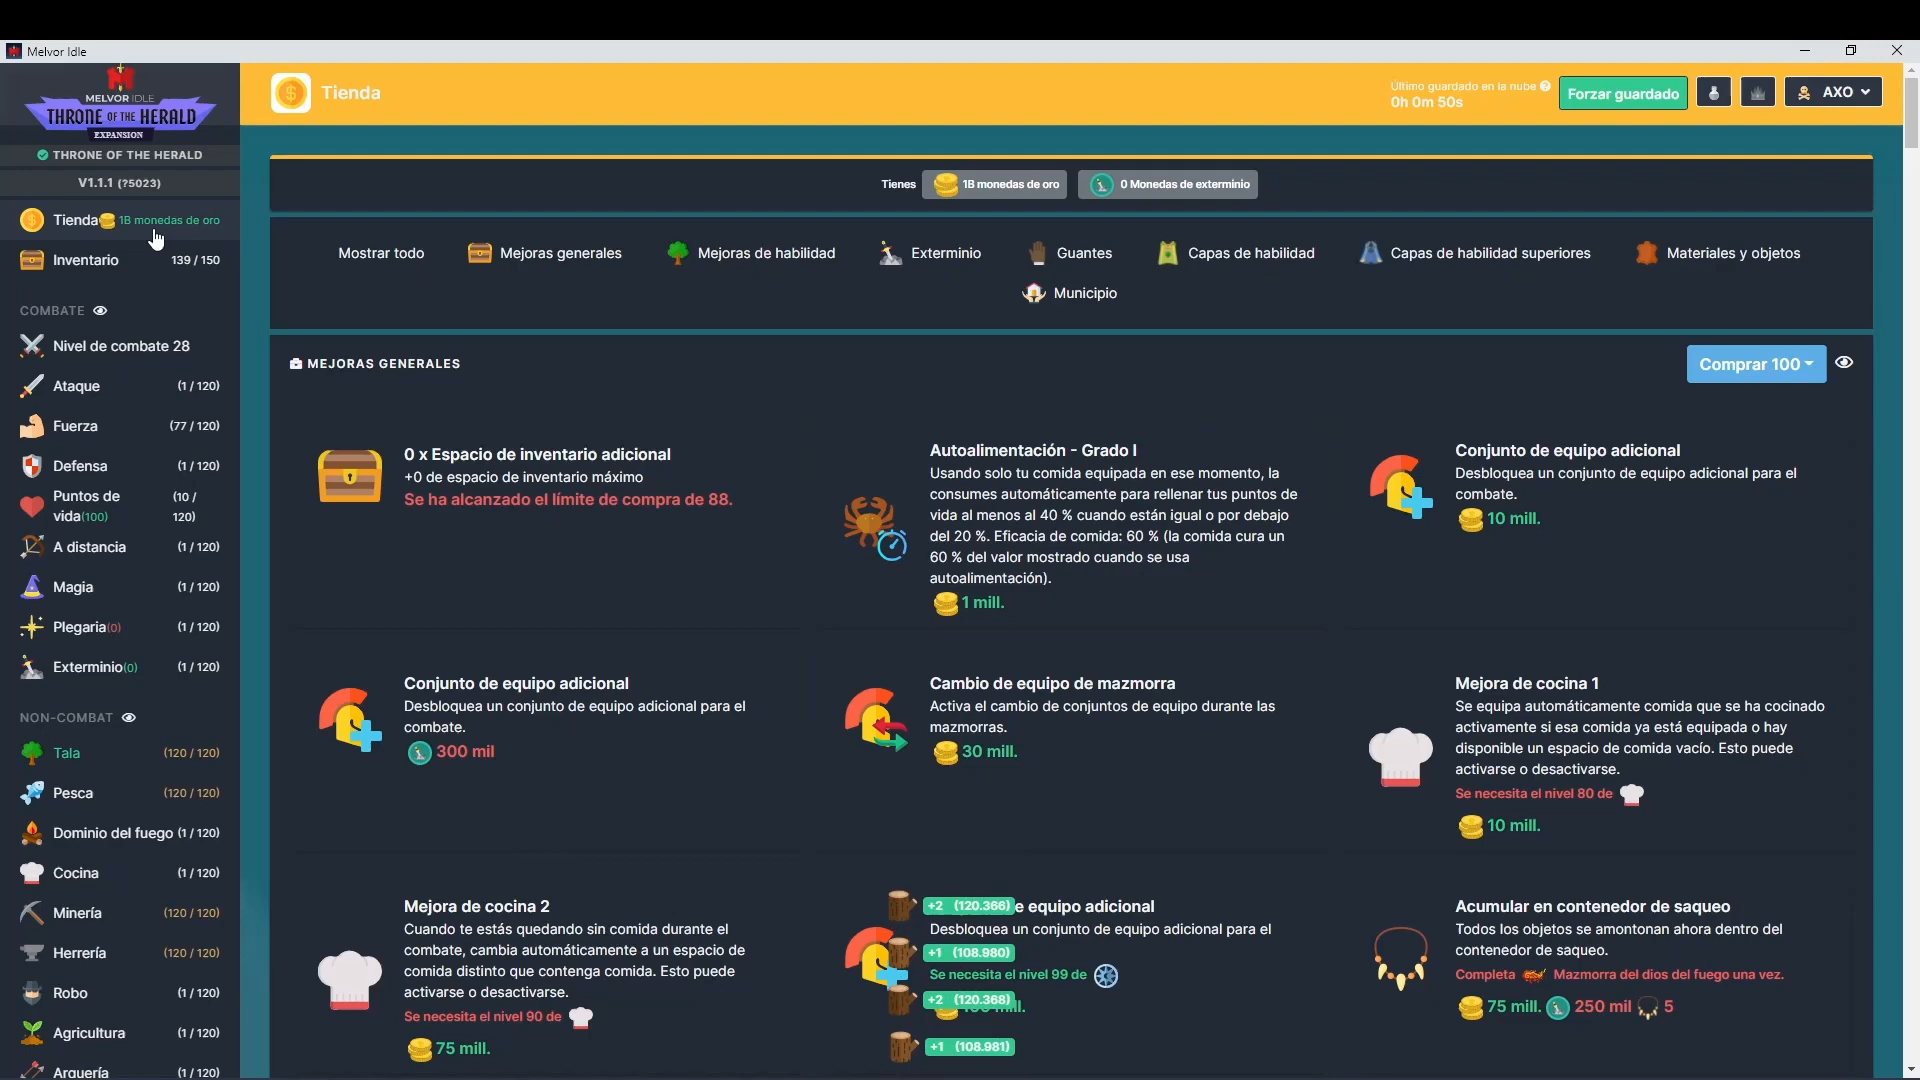 Melvor Idle
MELVOR IDLE
THRONE OF THE HERALD
EXPANSION
THRONE OF THE HERALD
V1.1.1 (?5023)
Tienda 1B monedas de oro
Inventario 139 / 150
COMBATE
Nivel de combate 28
Ataque (1 / 120)
Fuerza (77 / 120)
Defensa (1 / 120)
Puntos de vida(100) (10 / 120)
A distancia (1 / 120)
Magia (1 / 120)
Plegaria(0) (1 / 120)
Exterminio(0) (1 / 120)
NON-COMBAT
Tala (120 / 120)
Pesca (120 / 120)
Dominio del fuego (1 / 120)
Cocina (1 / 120)
Minería (120 / 120)
Herrería (120 / 120)
Robo (1 / 120)
Agricultura (1 / 120)
Arquería (1 / 120)
Tienda
Último guardado en la nube
0h 0m 50s
Forzar guardado
AXO
Tienes 1B monedas de oro 0 Monedas de exterminio
Mostrar todo Mejoras generales Mejoras de habilidad Exterminio Guantes Capas de habilidad Capas de habilidad superiores Materiales y objetos
Municipio
MEJORAS GENERALES
Comprar 100
0 x Espacio de inventario adicional
+0 de espacio de inventario máximo
Se ha alcanzado el límite de compra de 88.
Autoalimentación - Grado I
Usando solo tu comida equipada en ese momento, la
consumes automáticamente para rellenar tus puntos de
vida al menos al 40 % cuando están igual o por debajo
del 20 %. Eficacia de comida: 60 % (la comida cura un
60 % del valor mostrado cuando se usa
autoalimentación).
1 mill.
Conjunto de equipo adicional
Desbloquea un conjunto de equipo adicional para el
combate.
10 mill.
Conjunto de equipo adicional
Desbloquea un conjunto de equipo adicional para el
combate.
300 mil
Cambio de equipo de mazmorra
Activa el cambio de conjuntos de equipo durante las
mazmorras.
30 mill.
Mejora de cocina 1
Se equipa automáticamente comida que se ha cocinado
activamente si esa comida ya está equipada o hay
disponible un espacio de comida vacío. Esto puede
activarse o desactivarse.
Se necesita el nivel 80 de
10 mill.
Mejora de cocina 2
Cuando te estás quedando sin comida durante el
combate, cambia automáticamente a un espacio de
comida distinto que contenga comida. Esto puede
activarse o desactivarse.
Se necesita el nivel 90 de
75 mill.
+2 (120.366) e equipo adicional
Desbloquea un conjunto de equipo adicional para el
+1 (108.980)
Se necesita el nivel 99 de
+2 (120.368)
+1 (108.981)
Acumular en contenedor de saqueo
Todos los objetos se amontonan ahora dentro del
contenedor de saqueo.
Completa Mazmorra del dios del fuego una vez.
75 mill. 250 mil 5